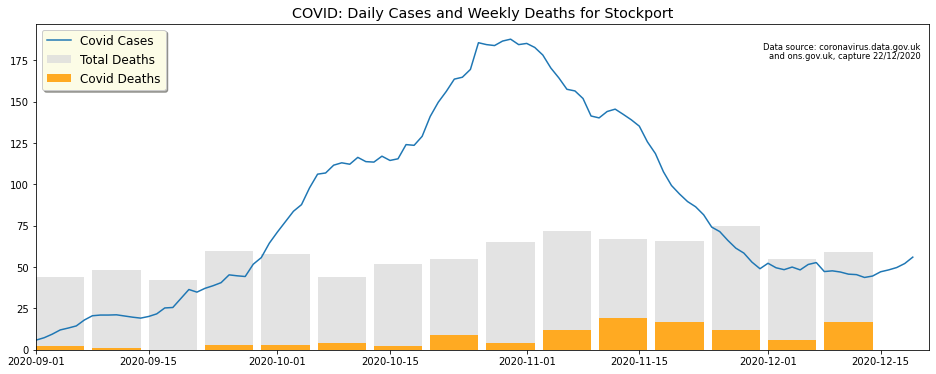 COVID: Daily Cases and Weekly Deaths for Stockport
Covid Cases
Total Deaths
Covid Deaths
Data source: coronavirus.data.gov.uk
and ons.gov.uk, capture 22/12/2020
175
150
125
100
75
50
25
0
2020-09-01 2020-09-15 2020-10-01 2020-10-15 2020-11-01 2020-11-15 2020-12-01 2020-12-15